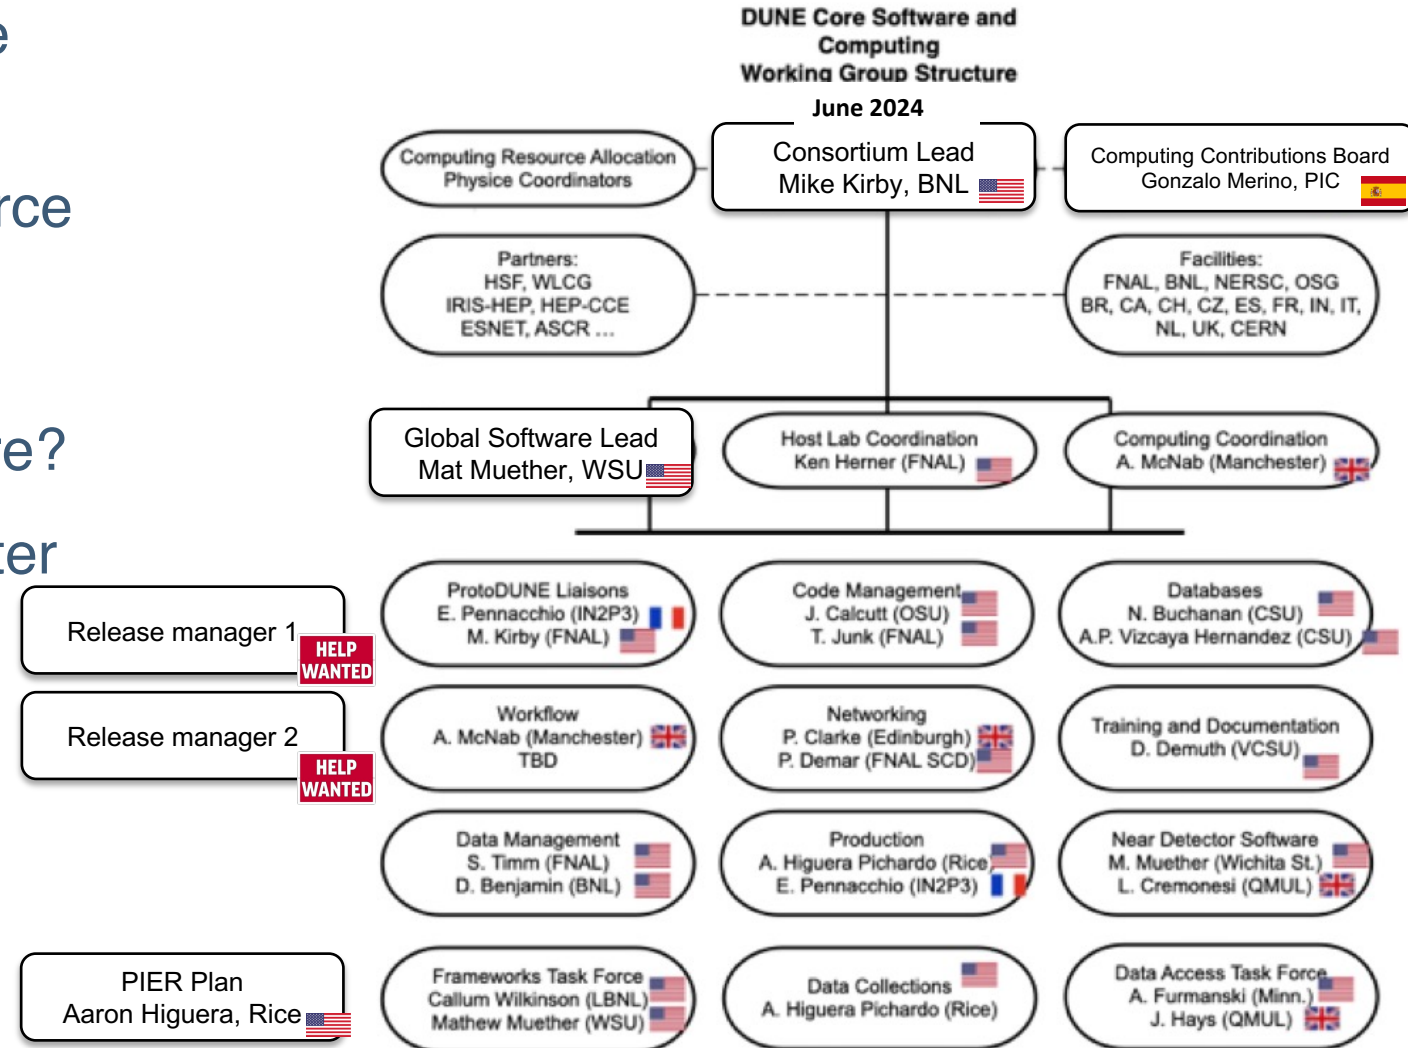 e
rce
re?
ter
DUNE Core Software and
Computing
Working Group Structure
June 2024
Computing Resource Allocation
Physice Coordinators
Consortium Lead
Mike Kirby, BNL
Computing Contributions Board
Gonzalo Merino, PIC
Partners:
HSF, WLCG
IRIS-HEP, HEP-CCE
ESNET, ASCR ...
Facilities:
FNAL, BNL, NERSC, OSG
BR, CA, CH, CZ, ES, FR, IN, IT,
NL, UK, CERN
Global Software Lead
Mat Muether, WSU
Host Lab Coordination
Ken Herner (FNAL)
Computing Coordination
A. McNab (Manchester)
Release manager 1
HELP
WANTED
ProtoDUNE Liaisons
E. Pennacchio (IN2P3)
M. Kirby (FNAL)
Code Management
J. Calcutt (OSU)
T. Junk (FNAL)
Databases
N. Buchanan (CSU)
A.P. Vizcaya Hernandez (CSU)
Release manager 2
HELP
WANTED
Workflow
A. McNab (Manchester)
TBD
Networking
P. Clarke (Edinburgh)
P. Demar (FNAL SCD)
Training and Documentation
D. Demuth (VCSU)
Data Management
S. Timm (FNAL)
D. Benjamin (BNL)
Production
A. Higuera Pichardo (Rice)
E. Pennacchio (IN2P3)
Near Detector Software
M. Muether (Wichita St.)
L. Cremonesi (QMUL)
PIER Plan
Aaron Higuera, Rice
Frameworks Task Force
Callum Wilkinson (LBNL)
Mathew Muether (WSU)
Data Collections
A. Higuera Pichardo (Rice)
Data Access Task Force
A. Furmanski (Minn.)
J. Hays (QMUL)